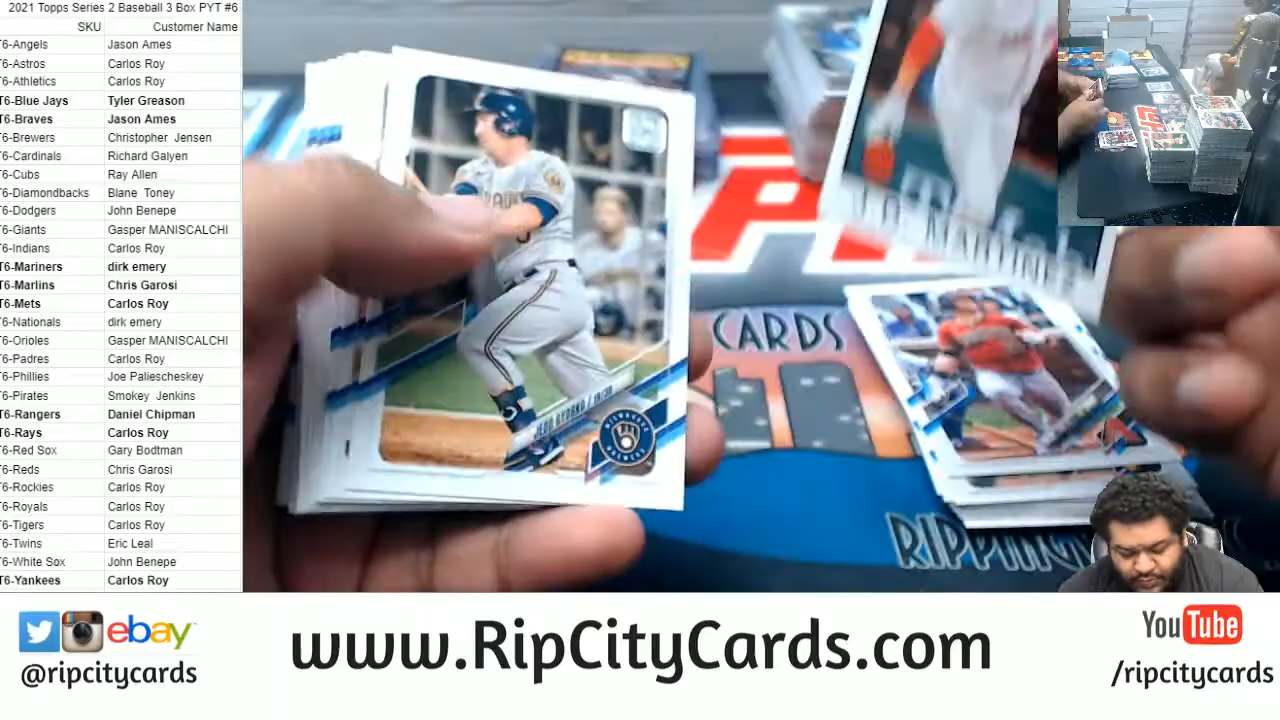 2021 Topps Series 2 Baseball 3 Box PYT #6
SKU Customer Name
T6-Angels Jason Ames
T6-Astros Carlos Roy
T6-Athletics Carlos Roy
T6-Blue Jays Tyler Greason
T6-Braves Jason Ames
T6-Brewers Christopher Jensen
T6-Cardinals Richard Galyen
T6-Cubs Ray Allen
T6-Diamondbacks Blane Toney
T6-Dodgers John Benepe
T6-Giants Gasper MANISCALCHI
T6-Indians Carlos Roy
T6-Mariners dirk emery
T6-Marlins Chris Garosi
T6-Mets Carlos Roy
T6-Nationals dirk emery
T6-Orioles Gasper MANISCALCHI
T6-Padres Carlos Roy
T6-Phillies Joe Paliescheskey
T6-Pirates Smokey Jenkins
T6-Rangers Daniel Chipman
T6-Rays Carlos Roy
T6-Red Sox Gary Bodtman
T6-Reds Chris Garosi
T6-Rockies Carlos Roy
T6-Royals Carlos Roy
T6-Tigers Carlos Roy
T6-Twins Eric Leal
T6-White Sox John Benepe
T6-Yankees Carlos Roy
JEDD GYORKO / 1B/3B
MILWAUKEE
BREWERS
CARDS
RIPPING
ebay
@ripcitycards
www.RipCityCards.com
YouTube
/ripcitycards